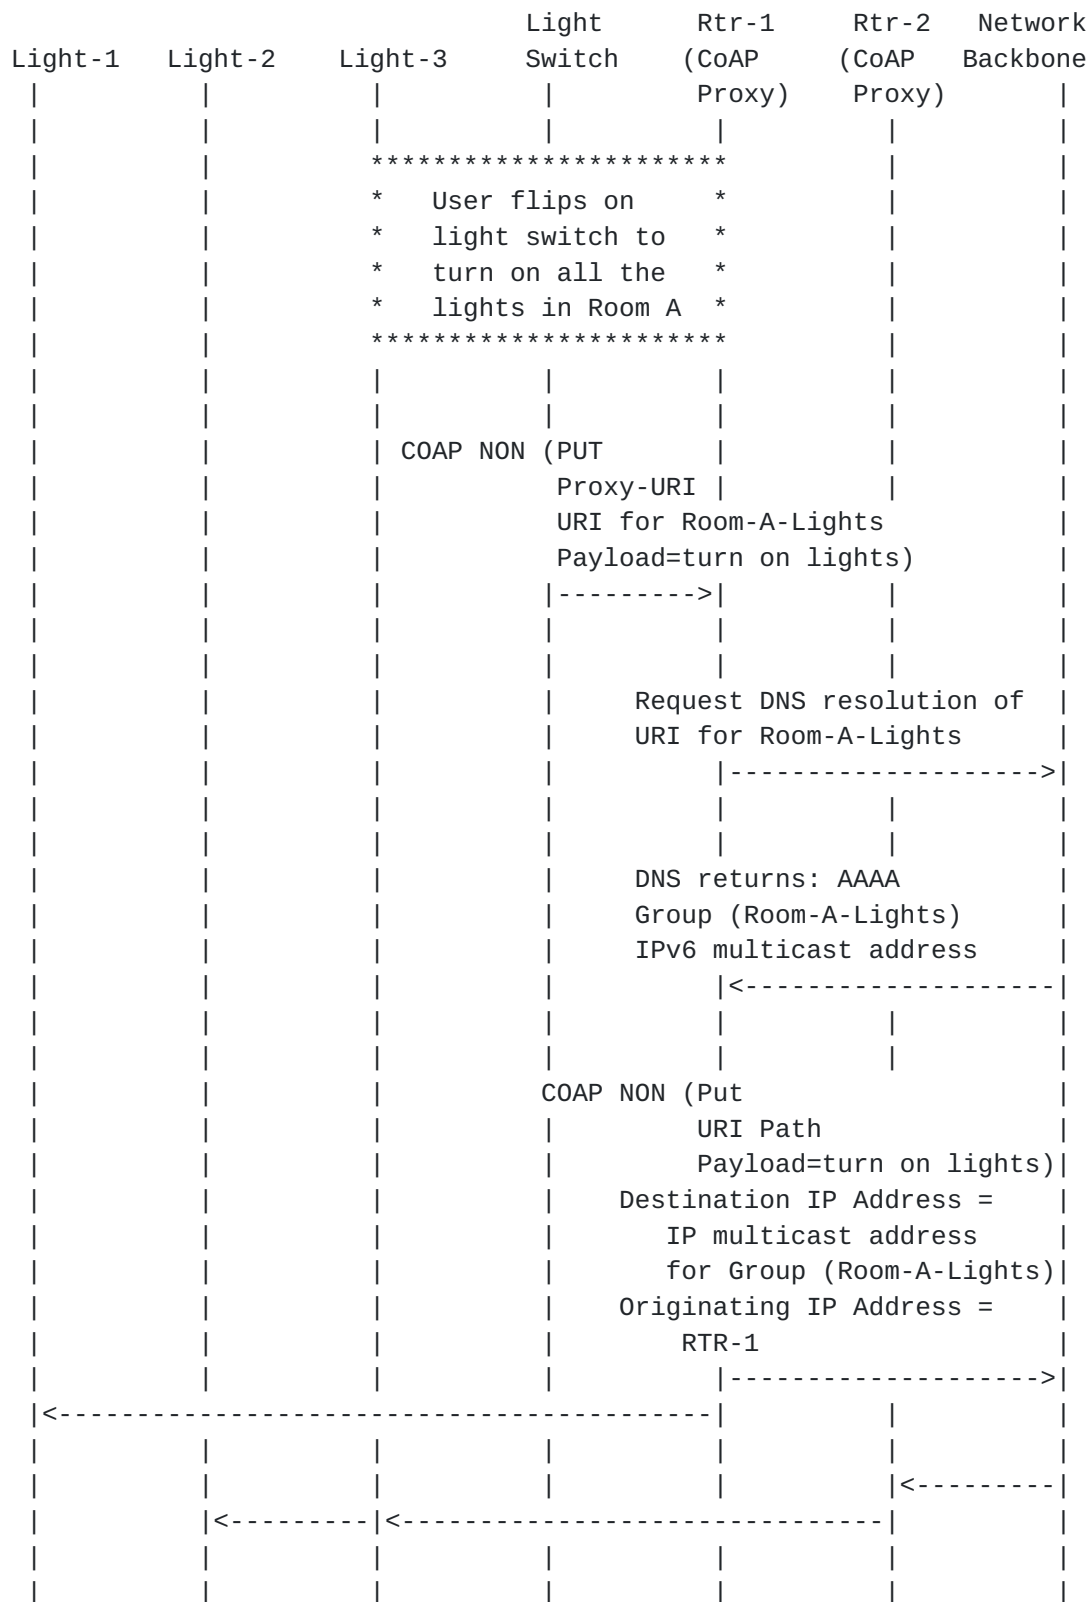 Light Rtr-1 Rtr-2 Network
Light-1 Light-2 Light-3 Switch (CoAP (CoAP Backbone
| | | | Proxy) Proxy) |
| | | | | | |
| | *********************** | |
| | * User flips on * | |
| | * light switch to * | |
| | * turn on all the * | |
| | * lights in Room A * | |
| | *********************** | |
| | | | | | |
| | | | | | |
| | | COAP NON (PUT | | |
| | | Proxy-URI | | |
| | | URI for Room-A-Lights |
| | | Payload=turn on lights) |
| | | |--------->| | |
| | | | | | |
| | | | | | |
| | | | Request DNS resolution of |
| | | | URI for Room-A-Lights |
| | | | |-------------------->|
| | | | | | |
| | | | | | |
| | | | DNS returns: AAAA |
| | | | Group (Room-A-Lights) |
| | | | IPv6 multicast address |
| | | | |<--------------------|
| | | | | | |
| | | | | | |
| | | COAP NON (Put |
| | | | URI Path |
| | | | Payload=turn on lights)|
| | | | Destination IP Address = |
| | | | IP multicast address |
| | | | for Group (Room-A-Lights)|
| | | | Originating IP Address = |
| | | | RTR-1 |
| | | | |-------------------->|
|<------------------------------------------| | |
| | | | | | |
| | | | | |<---------|
| |<---------|<-------------------------------| |
| | | | | | |
| | | | | | |